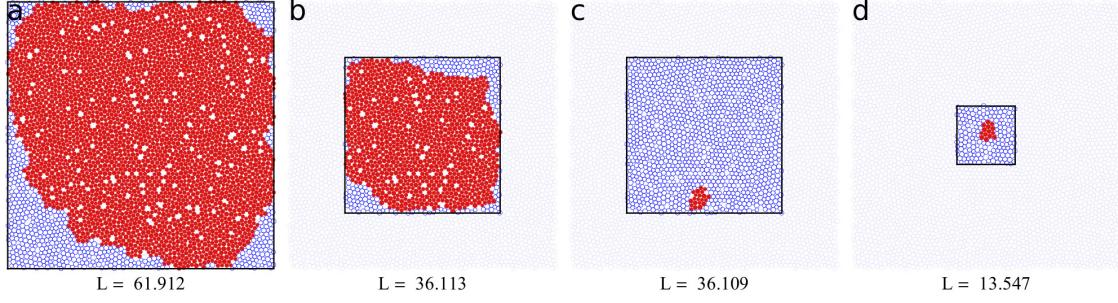 a b c d
L = 61.912 L = 36.113 L = 36.109 L = 13.547